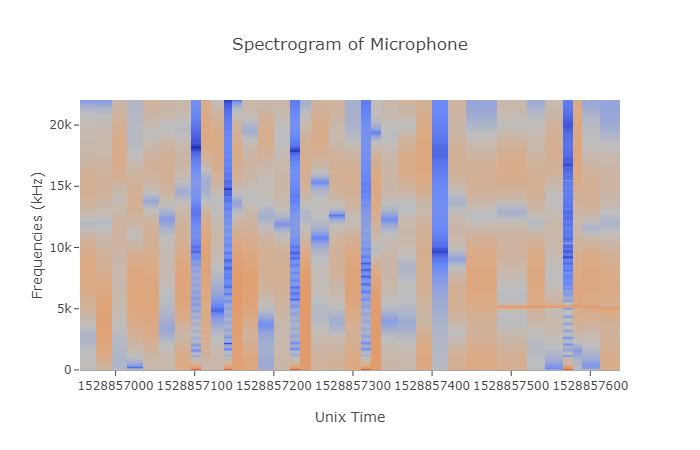 Spectrogram of Microphone
20k
15k
10k
5k
0
Frequencies (kHz)
1528857000 1528857100 1528857200 1528857300 1528857400 1528857500 1528857600
Unix Time